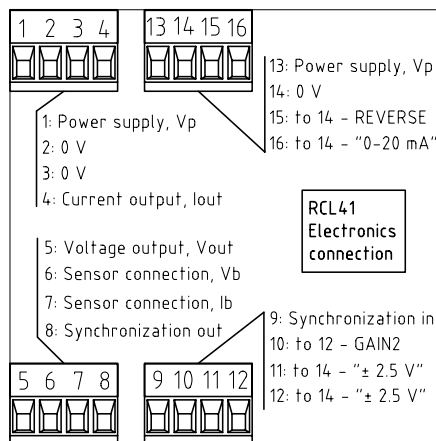 1 2 3 4
13 14 15 16
13: Power supply, Vp
14: 0 V
15: to 14 - REVERSE
16: to 14 - "0-20 mA"
1: Power supply, Vp
2: 0 V
3: 0 V
4: Current output, Iout
RCL41
Electronics
connection
5: Voltage output, Vout
6: Sensor connection, Vb
7: Sensor connection, Ib
8: Synchronization out
9: Synchronization in
10: to 12 - GAIN2
11: to 14 - "± 2.5 V"
12: to 14 - "± 2.5 V"
5 6 7 8
9 10 11 12